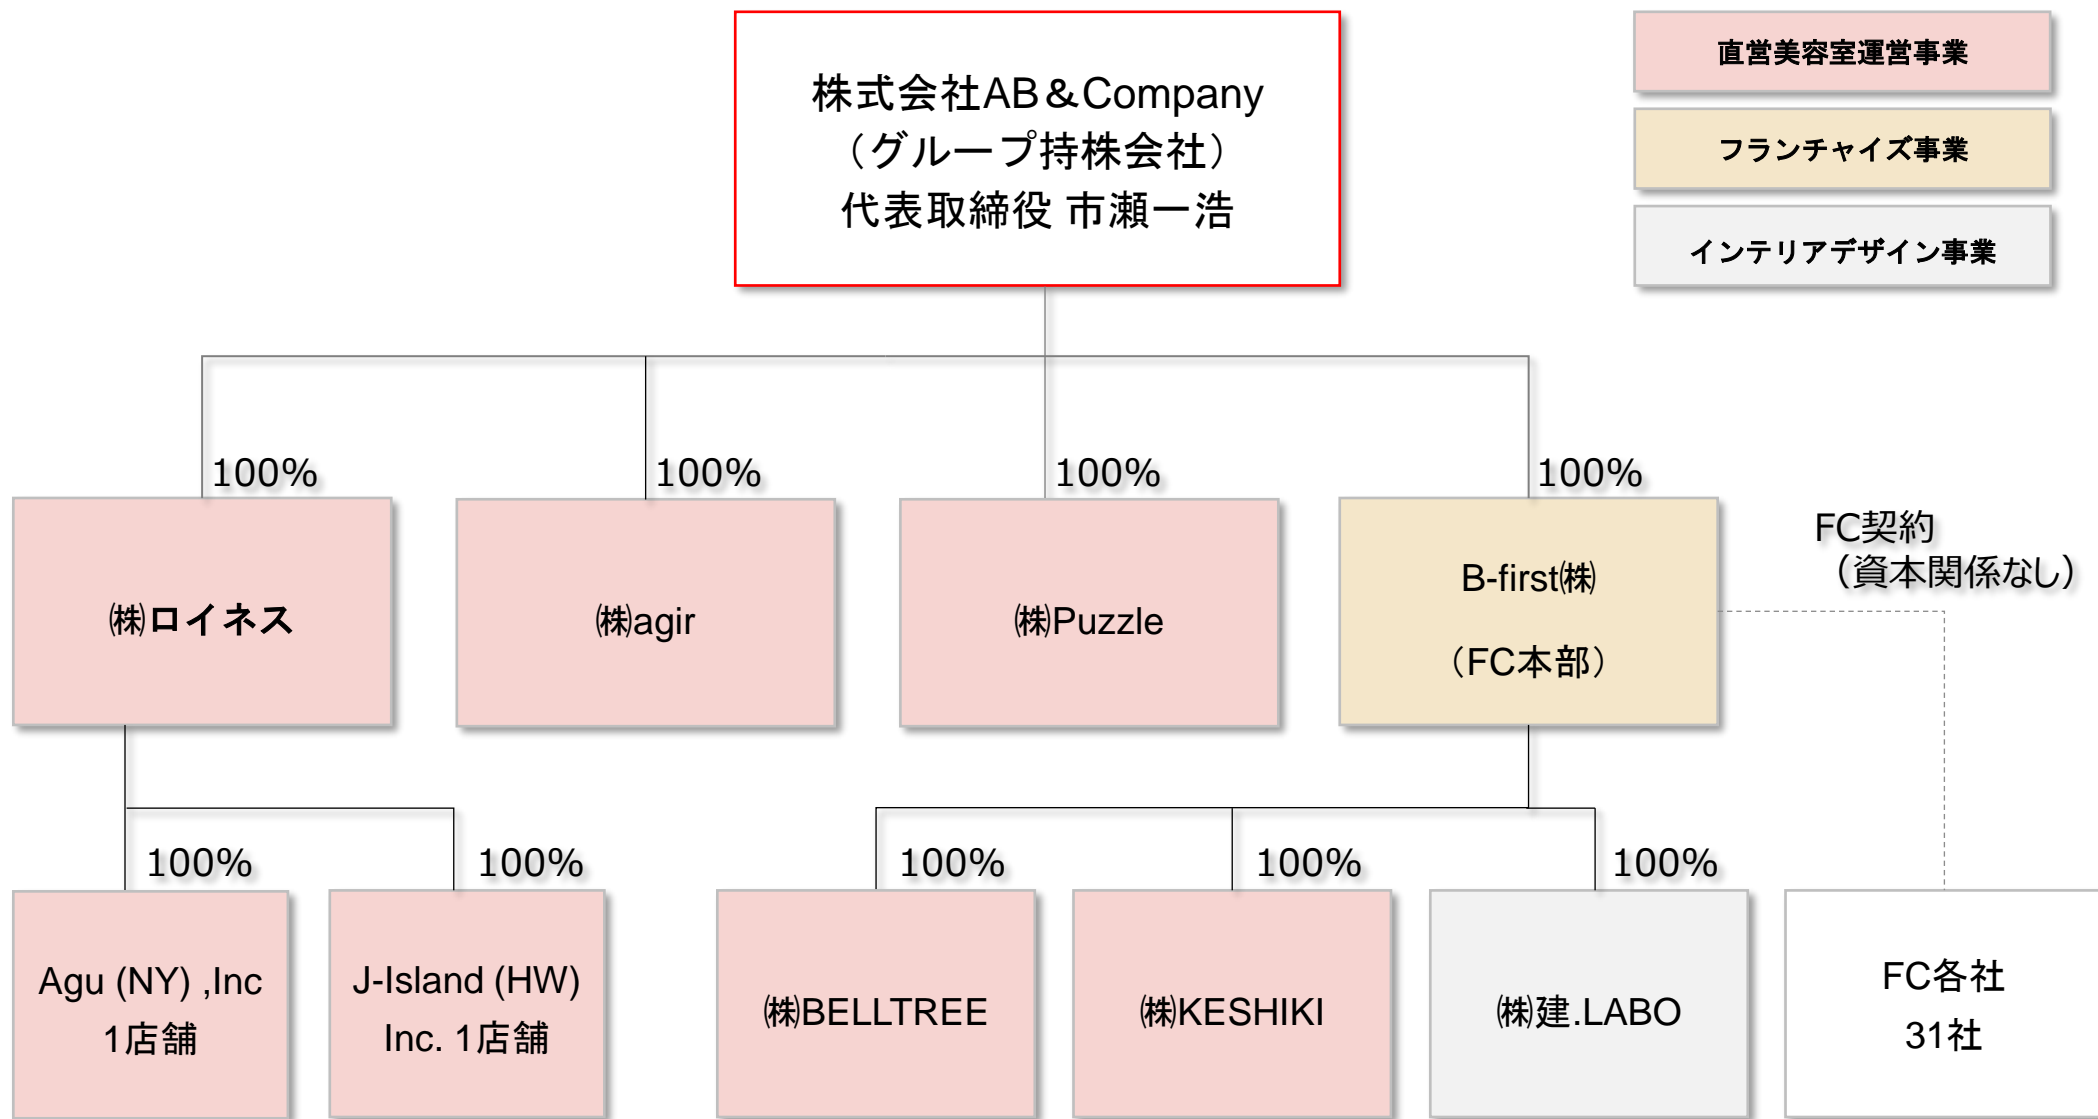 株式会社AB＆Company
（グループ持株会社）
代表取締役 市瀬一浩
直営美容室運営事業
フランチャイズ事業
インテリアデザイン事業
100%
100%
100%
100%
㈱ロイネス
㈱agir
㈱Puzzle
B-first㈱
（FC本部）
FC契約
（資本関係なし）
100%
100%
100%
100%
100%
Agu (NY) ,Inc
1店舗
J-Island (HW)
Inc. 1店舗
㈱BELLTREE
㈱KESHIKI
㈱建.LABO
FC各社
31社